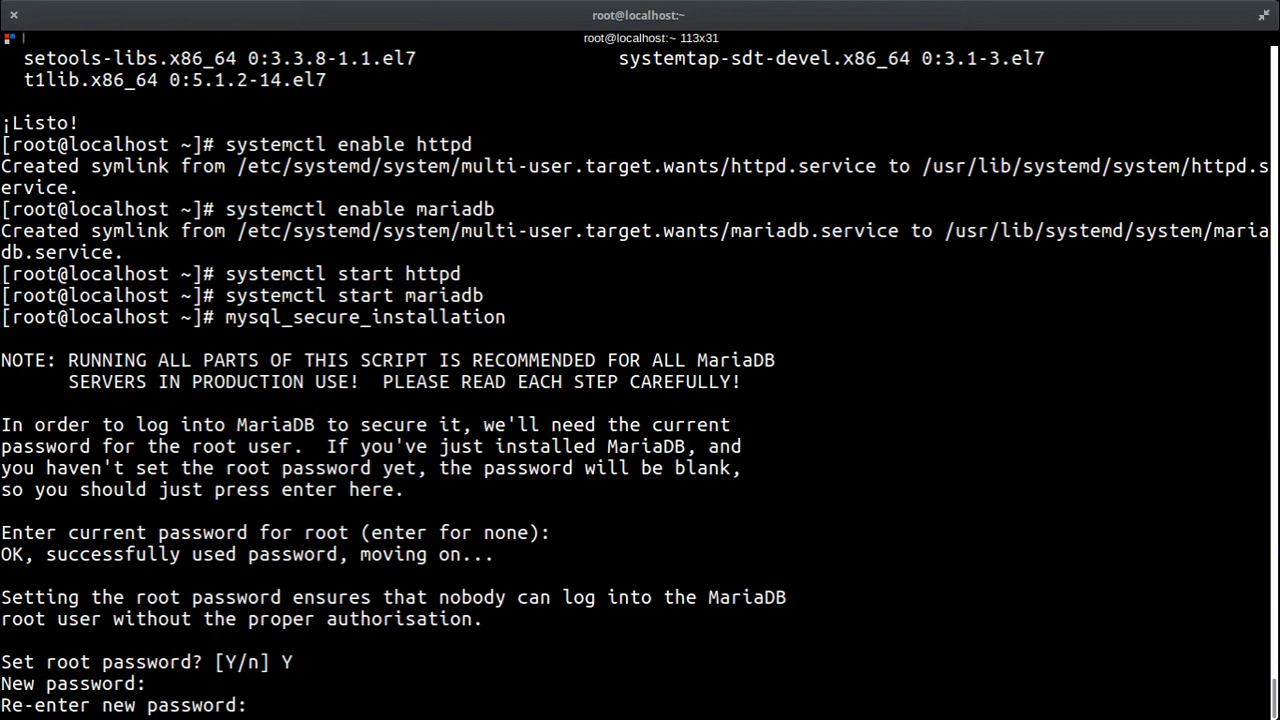 root@localhost:~
root@localhost:~ 113x31
setools-libs.x86_64 0:3.3.8-1.1.el7 systemtap-sdt-devel.x86_64 0:3.1-3.el7
t1lib.x86_64 0:5.1.2-14.el7
¡Listo!
[root@localhost ~]# systemctl enable httpd
Created symlink from /etc/systemd/system/multi-user.target.wants/httpd.service to /usr/lib/systemd/system/httpd.s
ervice.
[root@localhost ~]# systemctl enable mariadb
Created symlink from /etc/systemd/system/multi-user.target.wants/mariadb.service to /usr/lib/systemd/system/maria
db.service.
[root@localhost ~]# systemctl start httpd
[root@localhost ~]# systemctl start mariadb
[root@localhost ~]# mysql_secure_installation
NOTE: RUNNING ALL PARTS OF THIS SCRIPT IS RECOMMENDED FOR ALL MariaDB
SERVERS IN PRODUCTION USE!  PLEASE READ EACH STEP CAREFULLY!
In order to log into MariaDB to secure it, we'll need the current
password for the root user.  If you've just installed MariaDB, and
you haven't set the root password yet, the password will be blank,
so you should just press enter here.
Enter current password for root (enter for none):
OK, successfully used password, moving on...
Setting the root password ensures that nobody can log into the MariaDB
root user without the proper authorisation.
Set root password? [Y/n] Y
New password:
Re-enter new password: